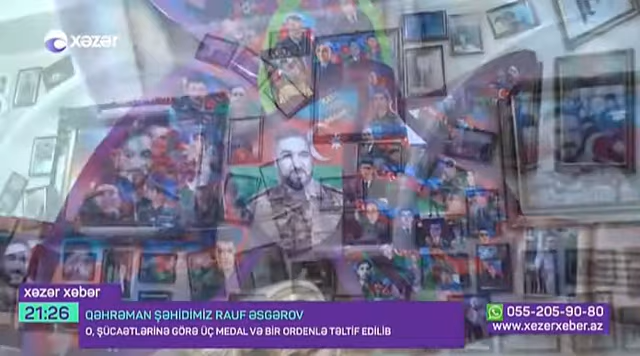 xəzər
xəzər xəbər
21:26
QƏHRƏMAN ŞƏHİDİMİZ RAUF ƏSGƏROV
O, ŞÜCAƏTLƏRİNƏ GÖRƏ ÜÇ MEDAL VƏ BİR ORDENLƏ TƏLTİF EDİLİB
055-205-90-80
www.xezerxeber.az